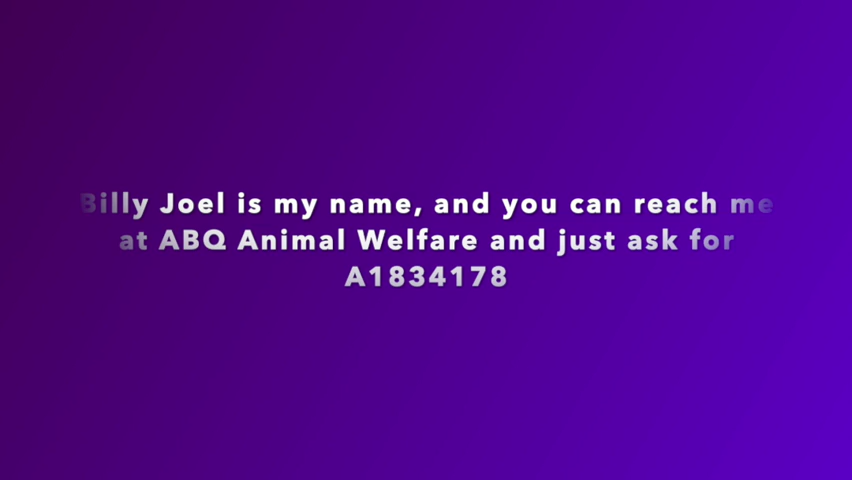 Billy Joel is my name, and you can reach me
at ABQ Animal Welfare and just ask for
A1834178